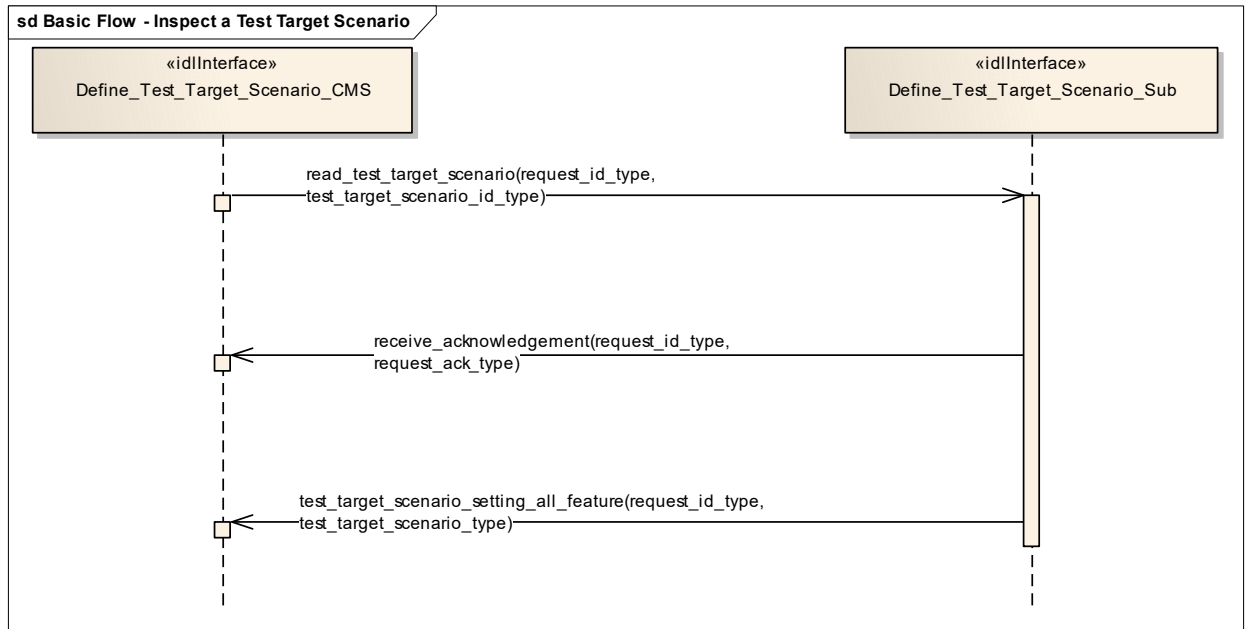 sd Basic Flow - Inspect a Test Target Scenario
«idlInterface»
Define_Test_Target_Scenario_CMS
«idlInterface»
Define_Test_Target_Scenario_Sub
read_test_target_scenario(request_id_type,
test_target_scenario_id_type)
receive_acknowledgement(request_id_type,
request_ack_type)
test_target_scenario_setting_all_feature(request_id_type,
test_target_scenario_type)